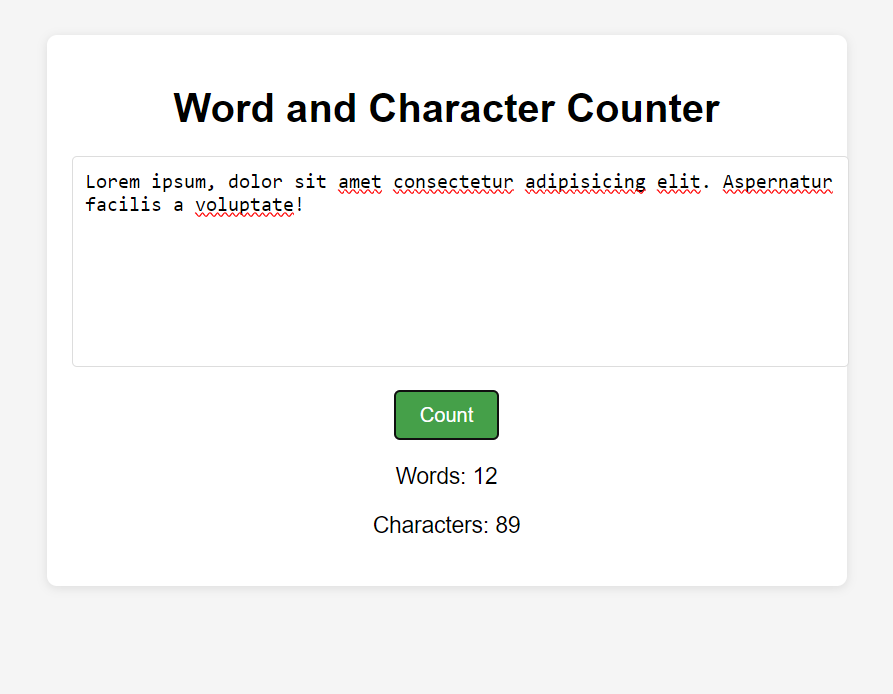 Word and Character Counter
Lorem ipsum, dolor sit amet consectetur adipisicing elit. Aspernatur
facilis a voluptate!
Count
Words: 12
Characters: 89